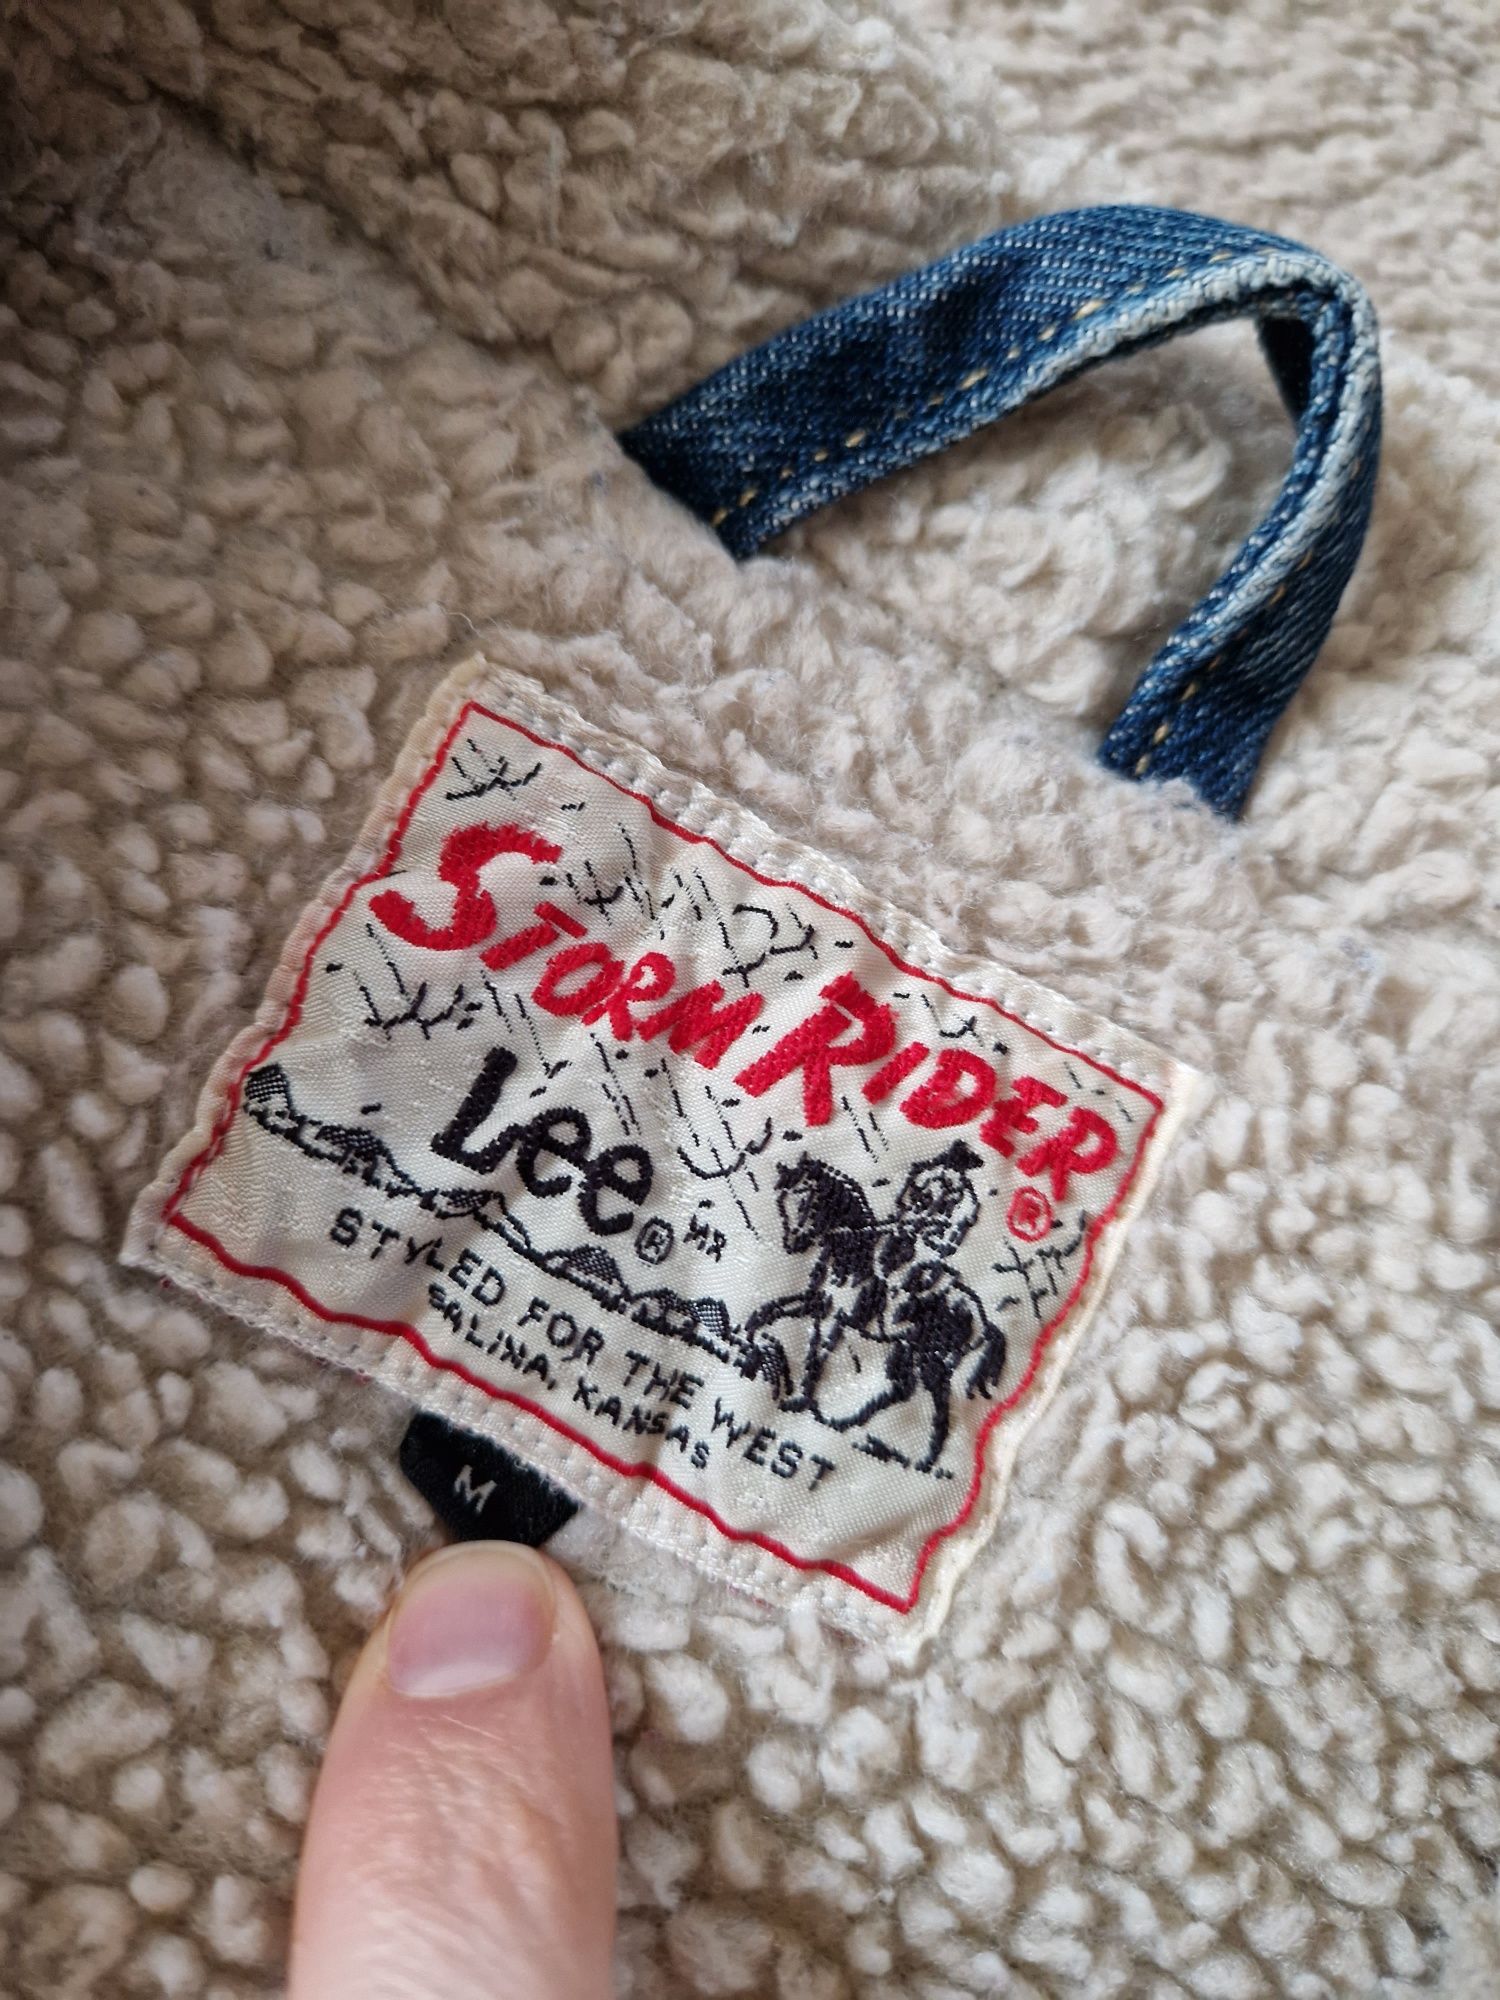 STORM RIDER®
Lee® MR
STYLED FOR THE WEST
SALINA, KANSAS
M